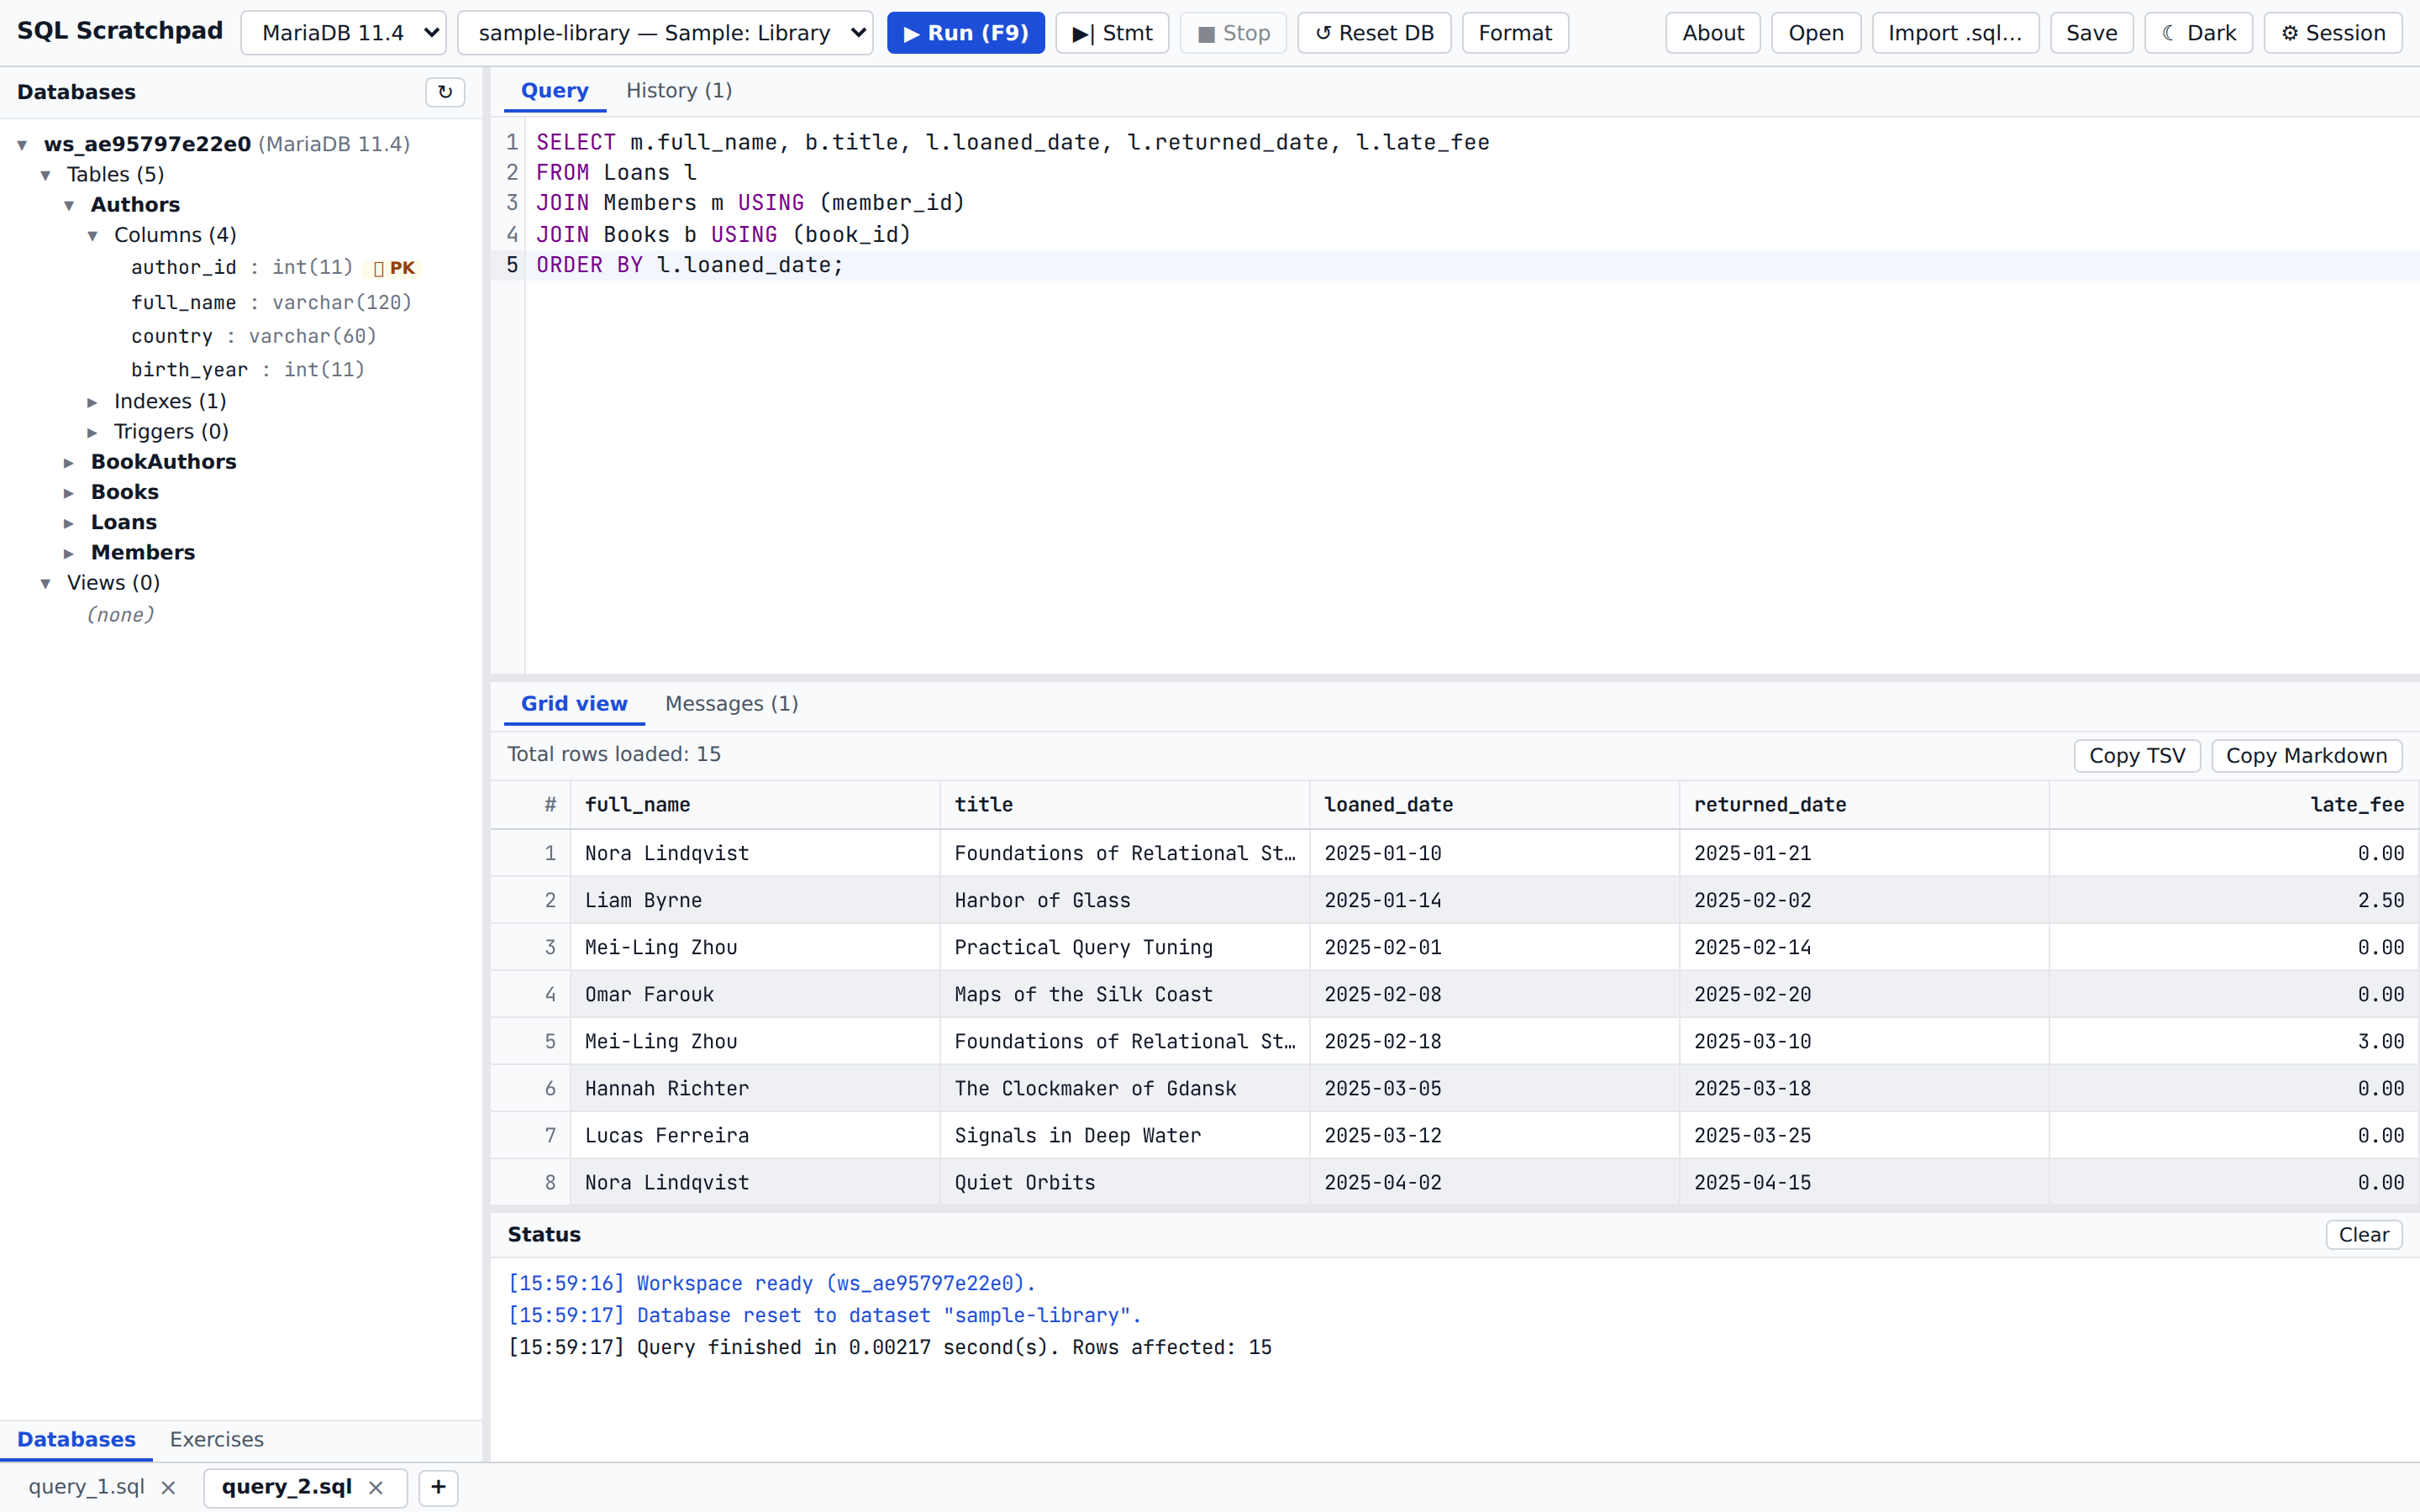 SQL Scratchpad MariaDB 11.4 sample-library — Sample: Library ▶ Run (F9) ▶| Stmt ■ Stop ↺ Reset DB Format About Open Import .sql... Save ☾ Dark ⚙ Session
Databases ↻
▼ ws_ae95797e22e0 (MariaDB 11.4)
▼ Tables (5)
▼ Authors
▼ Columns (4)
author_id : int(11) PK
full_name : varchar(120)
country : varchar(60)
birth_year : int(11)
▶ Indexes (1)
▶ Triggers (0)
▶ BookAuthors
▶ Books
▶ Loans
▶ Members
▼ Views (0)
(none)
Databases Exercises
Query History (1)
1 SELECT m.full_name, b.title, l.loaned_date, l.returned_date, l.late_fee
2 FROM Loans l
3 JOIN Members m USING (member_id)
4 JOIN Books b USING (book_id)
5 ORDER BY l.loaned_date;
Grid view Messages (1)
Total rows loaded: 15 Copy TSV Copy Markdown
# full_name title loaned_date returned_date late_fee
1 Nora Lindqvist Foundations of Relational St… 2025-01-10 2025-01-21 0.00
2 Liam Byrne Harbor of Glass 2025-01-14 2025-02-02 2.50
3 Mei-Ling Zhou Practical Query Tuning 2025-02-01 2025-02-14 0.00
4 Omar Farouk Maps of the Silk Coast 2025-02-08 2025-02-20 0.00
5 Mei-Ling Zhou Foundations of Relational St… 2025-02-18 2025-03-10 3.00
6 Hannah Richter The Clockmaker of Gdansk 2025-03-05 2025-03-18 0.00
7 Lucas Ferreira Signals in Deep Water 2025-03-12 2025-03-25 0.00
8 Nora Lindqvist Quiet Orbits 2025-04-02 2025-04-15 0.00
Status Clear
[15:59:16] Workspace ready (ws_ae95797e22e0).
[15:59:17] Database reset to dataset "sample-library".
[15:59:17] Query finished in 0.00217 second(s). Rows affected: 15
query_1.sql × query_2.sql × +